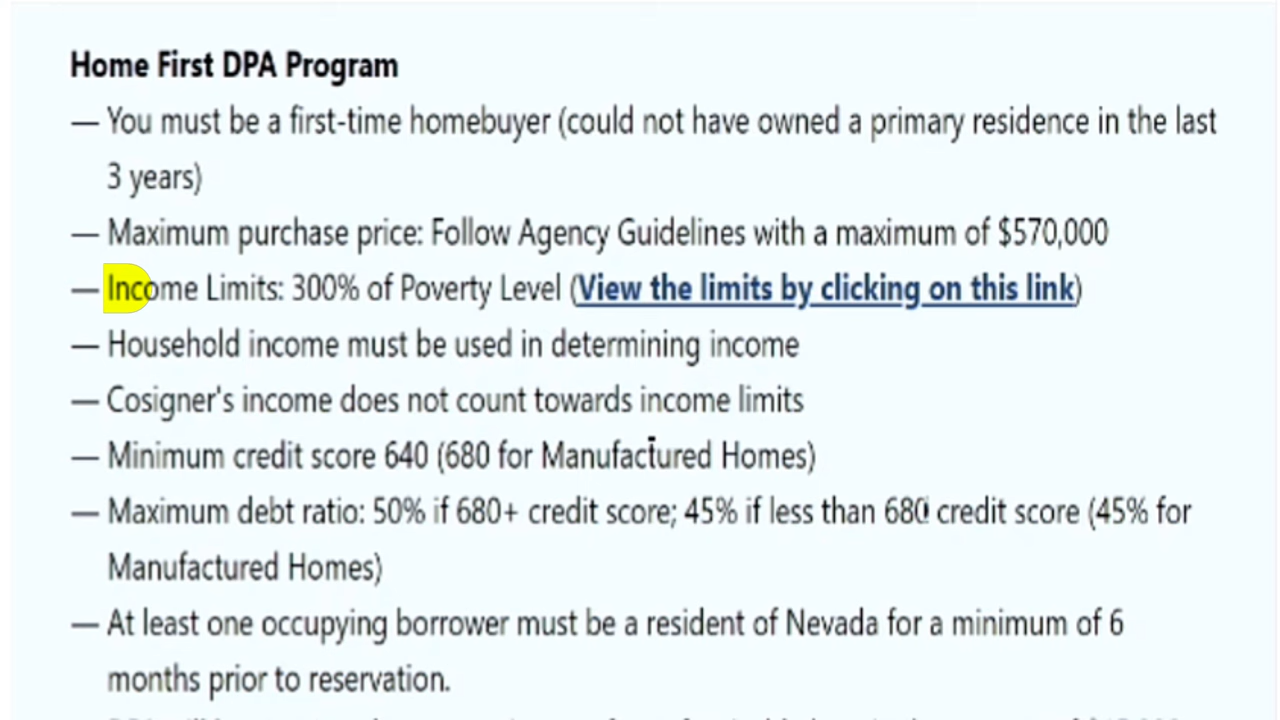 Home First DPA Program
— You must be a first-time homebuyer (could not have owned a primary residence in the last
3 years)
— Maximum purchase price: Follow Agency Guidelines with a maximum of $570,000
— Income Limits: 300% of Poverty Level (View the limits by clicking on this link)
— Household income must be used in determining income
— Cosigner's income does not count towards income limits
— Minimum credit score 640 (680 for Manufactured Homes)
— Maximum debt ratio: 50% if 680+ credit score; 45% if less than 680 credit score (45% for
Manufactured Homes)
— At least one occupying borrower must be a resident of Nevada for a minimum of 6
months prior to reservation.